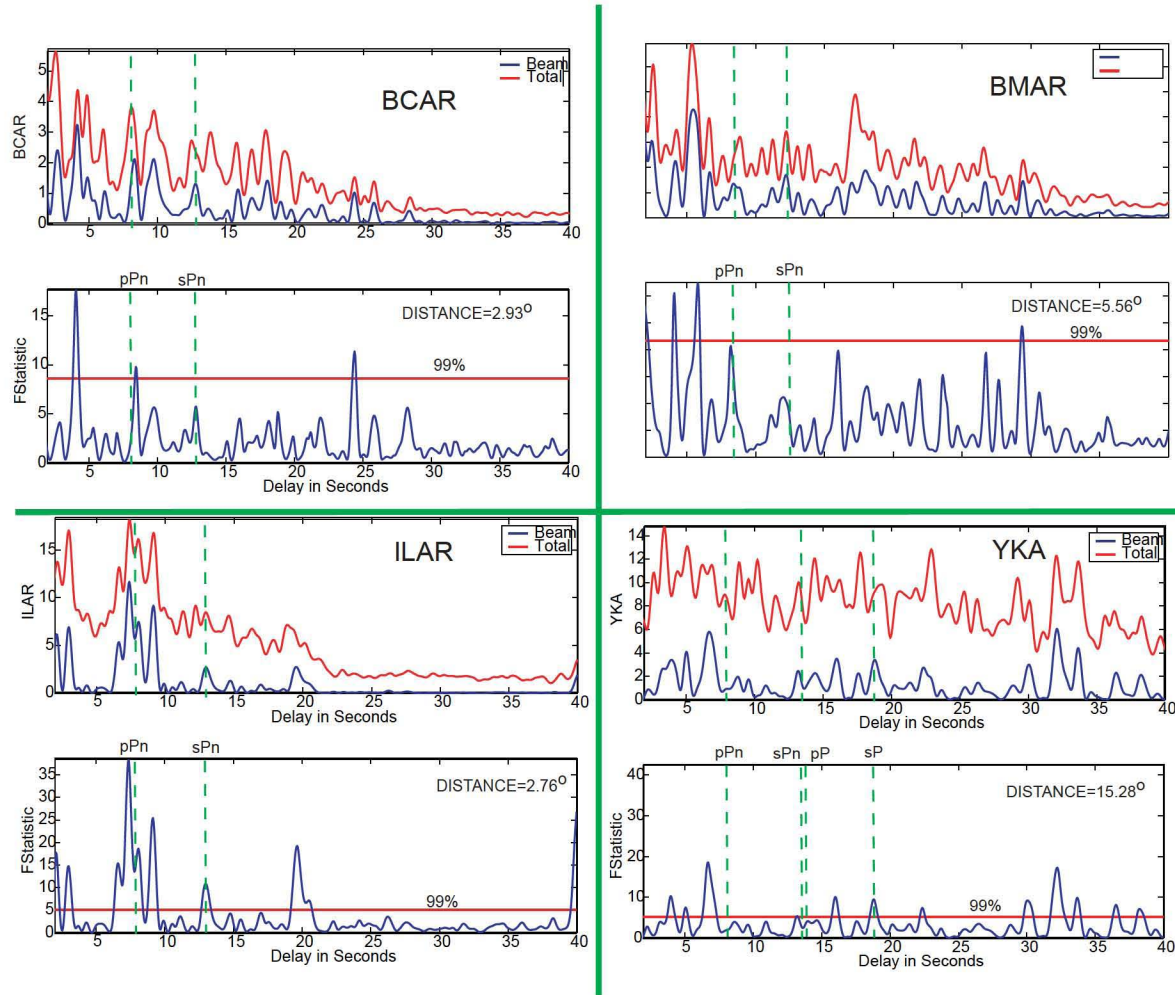 5
4
3
2
1
0
BCAR
BCAR
Beam
Total
5 10 15 20 25 30 35 40
pPn sPn
15
10
5
0
FStatistic
DISTANCE=2.93o
99%
5 10 15 20 25 30 35 40
Delay in Seconds
BMAR
pPn sPn
DISTANCE=5.56o
99%
15
10
5
0
ILAR
ILAR
Beam
Total
5 10 15 20 25 30 35 40
Delay in Seconds
pPn sPn
35
30
25
20
15
10
5
0
FStatistic
DISTANCE=2.76o
99%
5 10 15 20 25 30 35 40
Delay in Seconds
14
12
10
8
6
4
2
0
YKA
YKA
Beam
Total
5 10 15 20 25 30 35 40
Delay in Seconds
pPn sPn pP sP
40
30
20
10
0
FStatistic
DISTANCE=15.28o
99%
5 10 15 20 25 30 35 40
Delay in Seconds